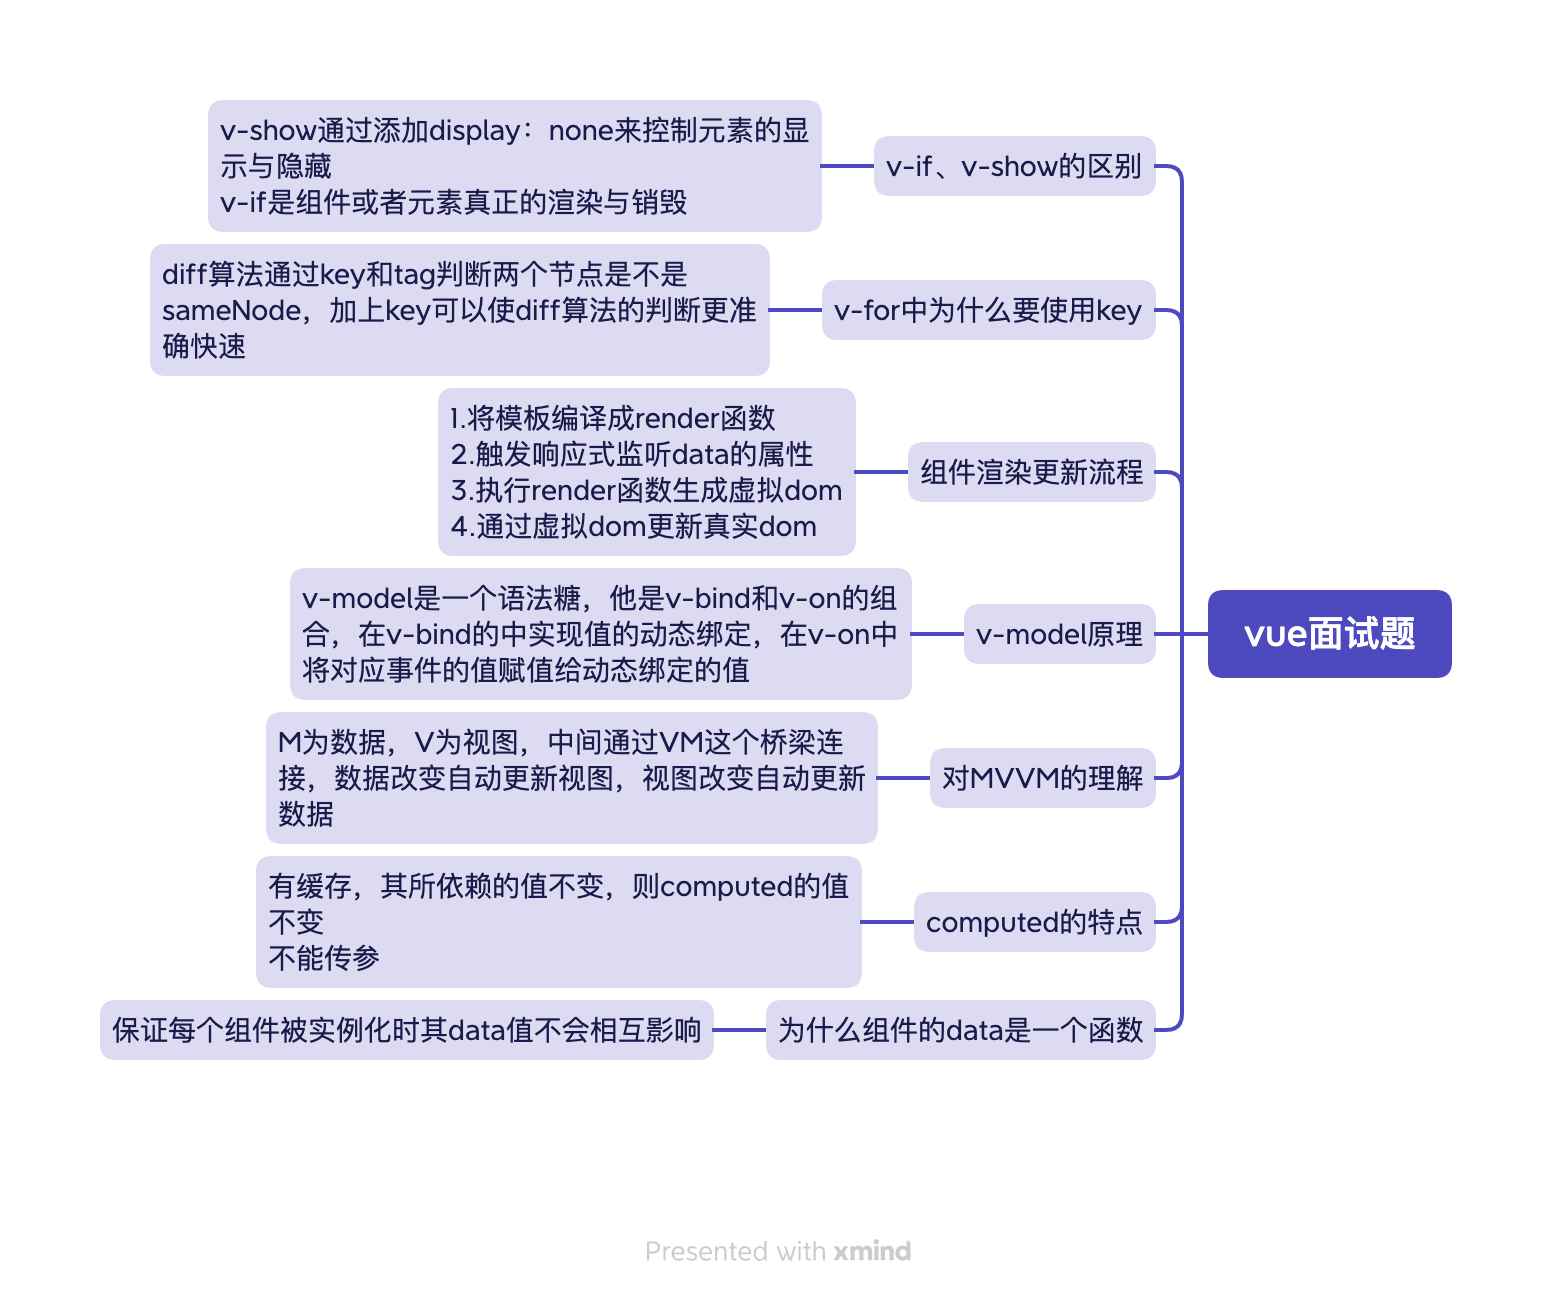 vue面试题
v-if、v-show的区别
v-show通过添加display：none来控制元素的显
示与隐藏
v-if是组件或者元素真正的渲染与销毁
v-for中为什么要使用key
diff算法通过key和tag判断两个节点是不是
sameNode，加上key可以使diff算法的判断更准
确快速
组件渲染更新流程
1.将模板编译成render函数
2.触发响应式监听data的属性
3.执行render函数生成虚拟dom
4.通过虚拟dom更新真实dom
v-model原理
v-model是一个语法糖，他是v-bind和v-on的组
合，在v-bind的中实现值的动态绑定，在v-on中
将对应事件的值赋值给动态绑定的值
对MVVM的理解
M为数据，V为视图，中间通过VM这个桥梁连
接，数据改变自动更新视图，视图改变自动更新
数据
computed的特点
有缓存，其所依赖的值不变，则computed的值
不变
不能传参
为什么组件的data是一个函数
保证每个组件被实例化时其data值不会相互影响
Presented with xmind